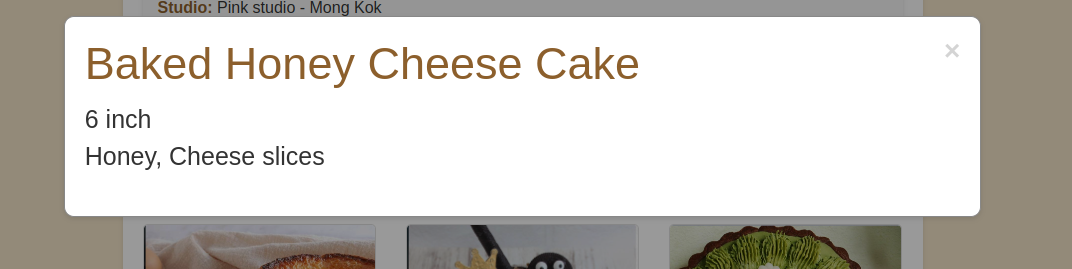 Studio: Pink studio - Mong Kok
Baked Honey Cheese Cake
×
6 inch
Honey, Cheese slices